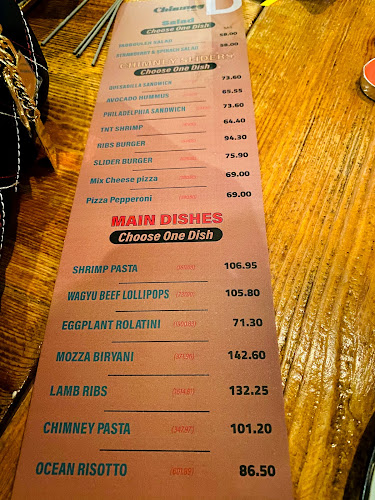 Chimney
Salad
Choose One Dish
58.00
STRAWBERRY & SPINACH SALAD 58.00
CHIMNEY SLIDERS
Choose One Dish
QUESADILLA SANDWICH 73.60
AVOCADO HUMMUS 65.55
PHILADELPHIA SANDWICH 73.60
TNT SHRIMP 64.40
RIBS BURGER 94.30
SLIDER BURGER 75.90
Mix Cheese pizza 69.00
Pizza Pepperoni 69.00
MAIN DISHES
Choose One Dish
SHRIMP PASTA 106.95
WAGYU BEEF LOLLIPOPS 105.80
EGGPLANT ROLATINI 71.30
MOZZA BIRYANI 142.60
LAMB RIBS 132.25
CHIMNEY PASTA 101.20
OCEAN RISOTTO 86.50